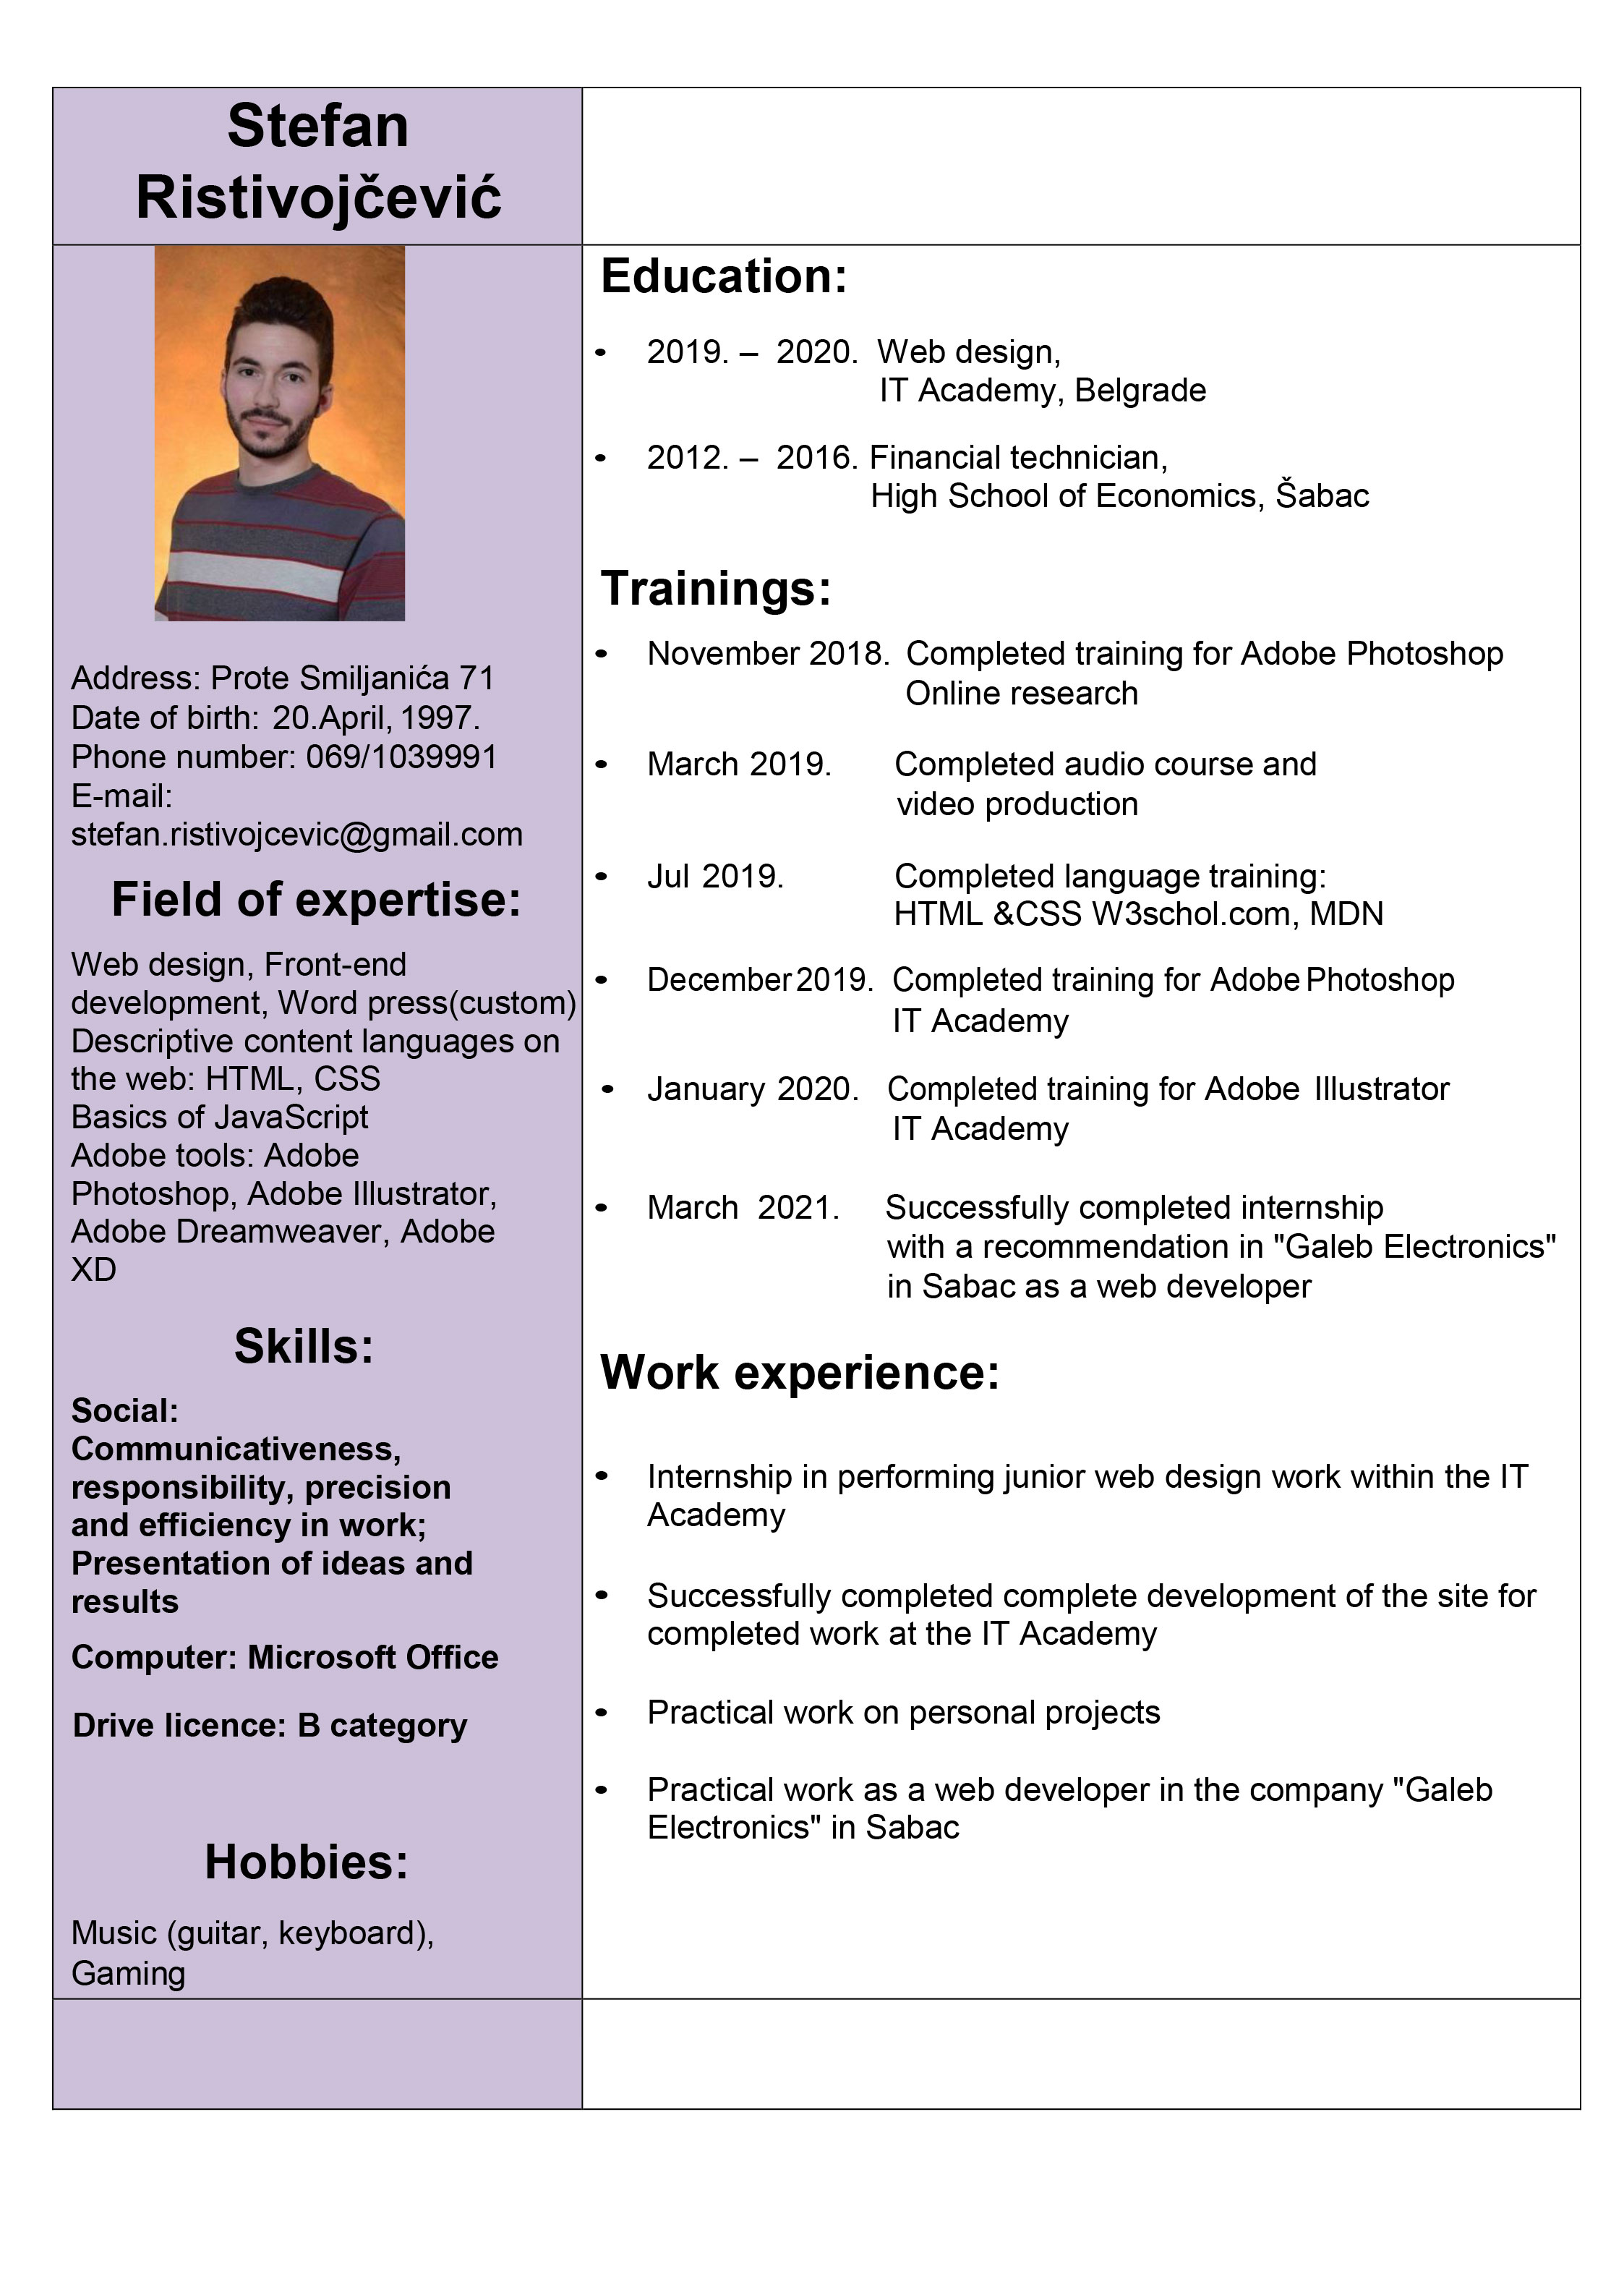 Stefan
Ristivojčević
Address: Prote Smiljanića 71
Date of birth: 20.April, 1997.
Phone number: 069/1039991
E-mail:
stefan.ristivojcevic@gmail.com
Field of expertise:
Web design, Front-end
development, Word press(custom)
Descriptive content languages on
the web: HTML, CSS
Basics of JavaScript
Adobe tools: Adobe
Photoshop, Adobe Illustrator,
Adobe Dreamweaver, Adobe
XD
Skills:
Social:
Communicativeness,
responsibility, precision
and efficiency in work;
Presentation of ideas and
results
Computer: Microsoft Office
Drive licence: B category
Hobbies:
Music (guitar, keyboard),
Gaming
Education:
• 2019. – 2020. Web design,
IT Academy, Belgrade
• 2012. – 2016. Financial technician,
High School of Economics, Šabac
Trainings:
• November 2018. Completed training for Adobe Photoshop
Online research
• March 2019. Completed audio course and
video production
• Jul 2019. Completed language training:
HTML &CSS W3schol.com, MDN
• December 2019. Completed training for Adobe Photoshop
IT Academy
• January 2020. Completed training for Adobe Illustrator
IT Academy
• March 2021. Successfully completed internship
with a recommendation in "Galeb Electronics"
in Sabac as a web developer
Work experience:
• Internship in performing junior web design work within the IT
Academy
• Successfully completed complete development of the site for
completed work at the IT Academy
• Practical work on personal projects
• Practical work as a web developer in the company "Galeb
Electronics" in Sabac